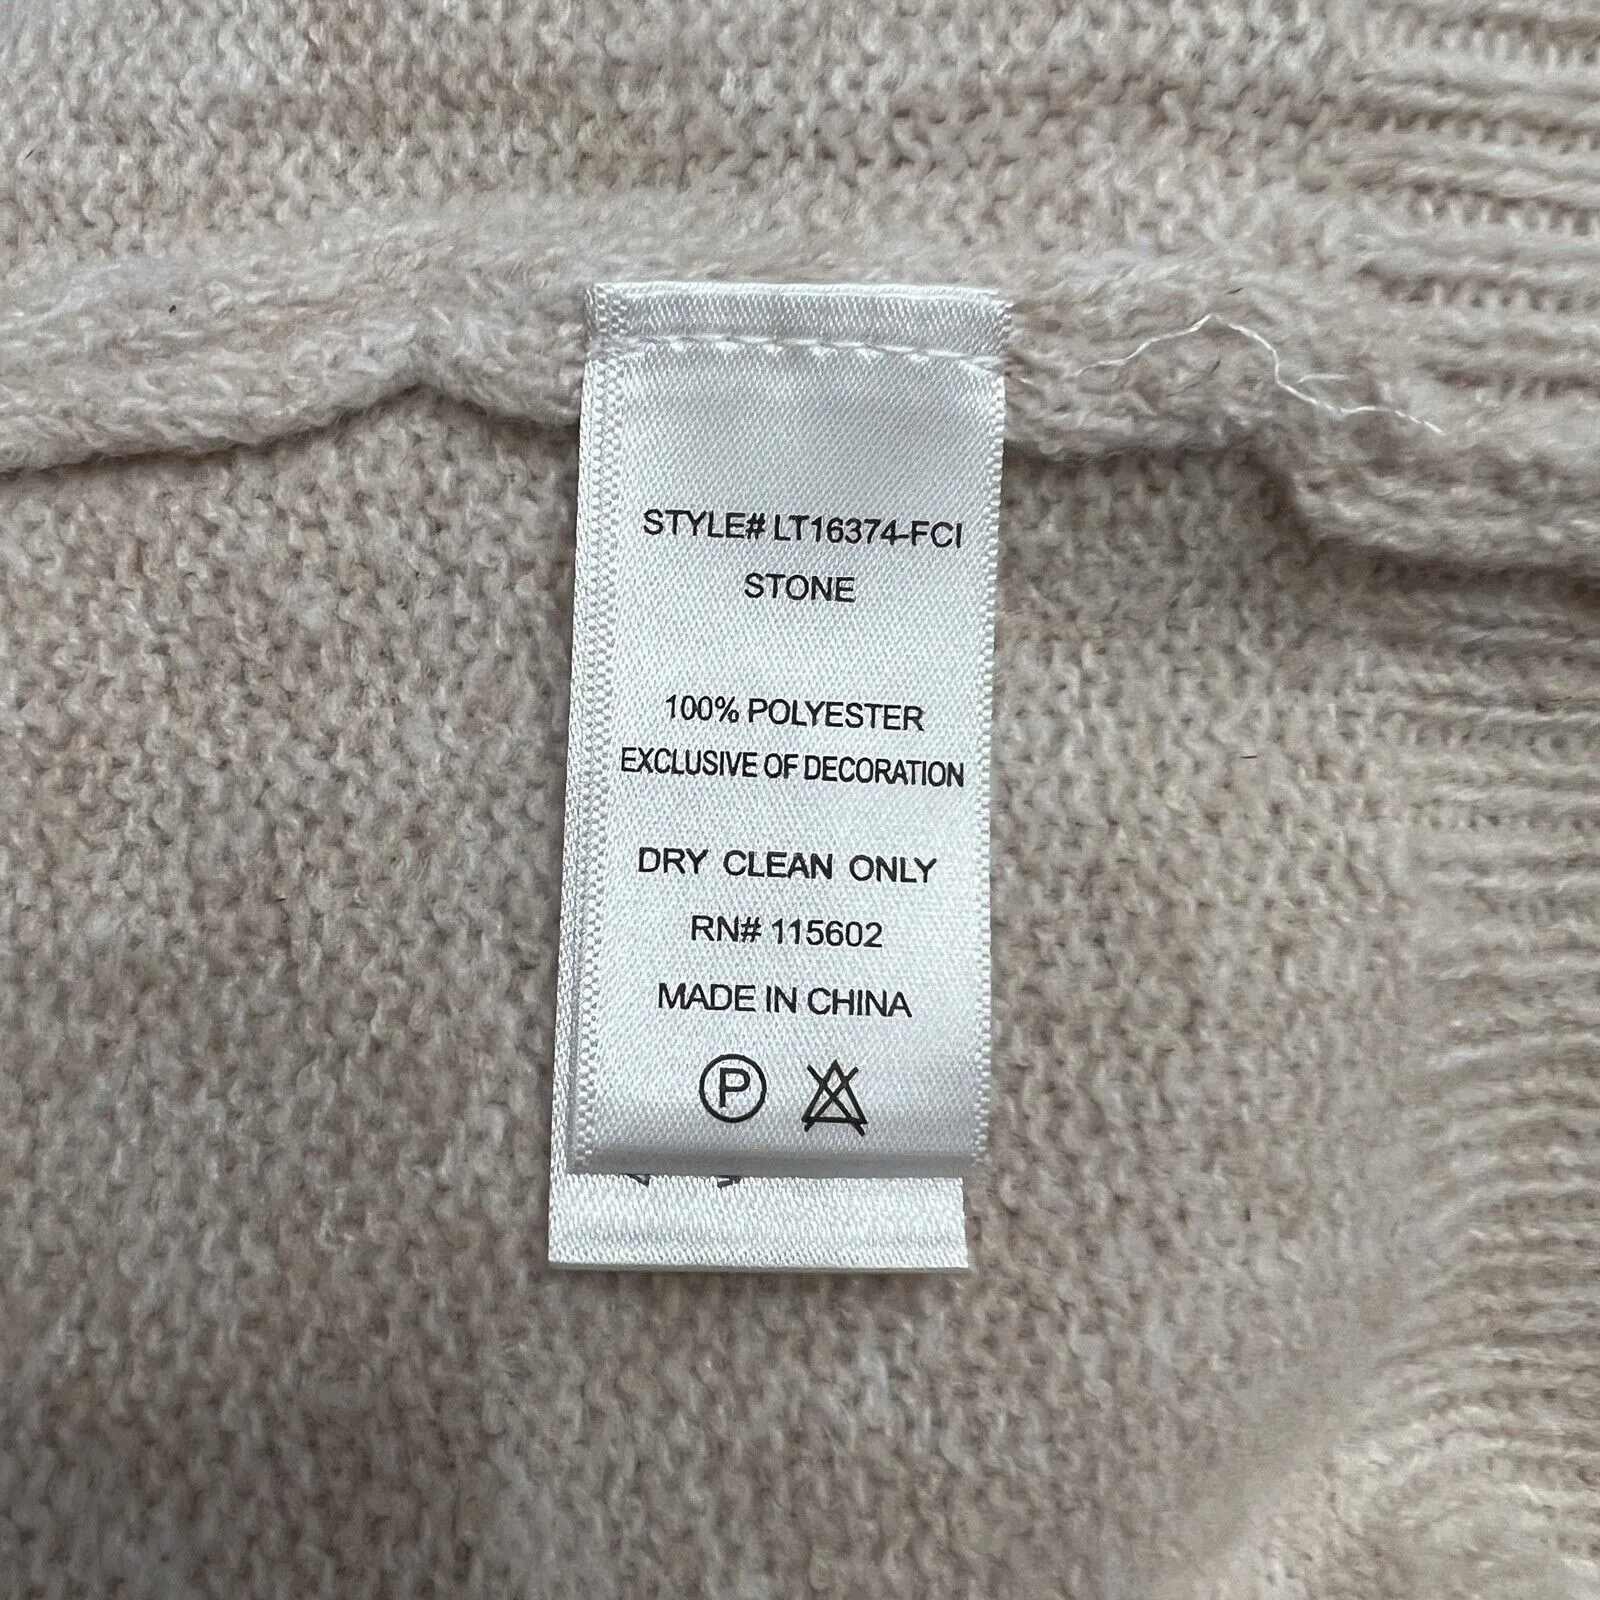 STYLE# LT16374-FCI
STONE
100% POLYESTER
EXCLUSIVE OF DECORATION
DRY CLEAN ONLY
RN# 115602
MADE IN CHINA
P